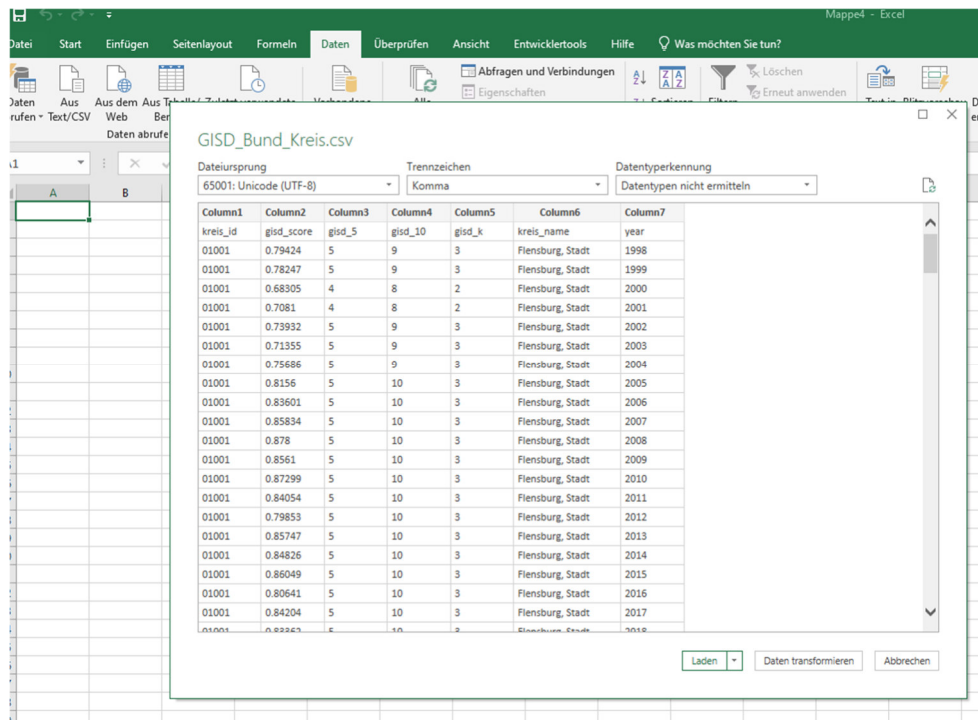 Mappe4 - Excel
Datei Start Einfügen Seitenlayout Formeln Daten Überprüfen Ansicht Entwicklertools Hilfe Was möchten Sie tun?
Abfragen und Verbindungen
Löschen
Eigenschaften
Erneut anwenden
Daten Aus Aus dem Aus
Text/CSV Web
Daten abrufe
A B
GISD_Bund_Kreis.csv
Dateiursprung Trennzeichen Datentyperkennung
65001: Unicode (UTF-8) Komma Datentypen nicht ermitteln
Column1 Column2 Column3 Column4 Column5 Column6 Column7
kreis_id gisd_score gisd_5 gisd_10 gisd_k kreis_name year
01001 0.79424 5 9 3 Flensburg, Stadt 1998
01001 0.78247 5 9 3 Flensburg, Stadt 1999
01001 0.68305 4 8 2 Flensburg, Stadt 2000
01001 0.7081 4 8 2 Flensburg, Stadt 2001
01001 0.73932 5 9 3 Flensburg, Stadt 2002
01001 0.71355 5 9 3 Flensburg, Stadt 2003
01001 0.75686 5 9 3 Flensburg, Stadt 2004
01001 0.8156 5 10 3 Flensburg, Stadt 2005
01001 0.83601 5 10 3 Flensburg, Stadt 2006
01001 0.85834 5 10 3 Flensburg, Stadt 2007
01001 0.878 5 10 3 Flensburg, Stadt 2008
01001 0.8561 5 10 3 Flensburg, Stadt 2009
01001 0.87299 5 10 3 Flensburg, Stadt 2010
01001 0.84054 5 10 3 Flensburg, Stadt 2011
01001 0.79853 5 10 3 Flensburg, Stadt 2012
01001 0.85747 5 10 3 Flensburg, Stadt 2013
01001 0.84826 5 10 3 Flensburg, Stadt 2014
01001 0.86049 5 10 3 Flensburg, Stadt 2015
01001 0.80641 5 10 3 Flensburg, Stadt 2016
01001 0.84204 5 10 3 Flensburg, Stadt 2017
01001 0.83362 5 10 3 Flensburg, Stadt 2018
Laden Daten transformieren Abbrechen